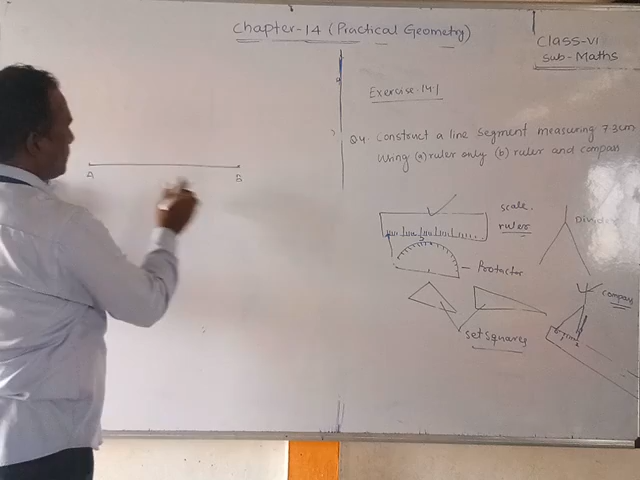 Chapter-14 (Practical Geometry)
Class-VI
Sub-Maths
Exercise 14.1
Q4. Construct a line segment measuring 7.3cm
using (a) ruler only (b) ruler and compass
A B
scale.
ruler
Divider
Protactor
compass
set squares